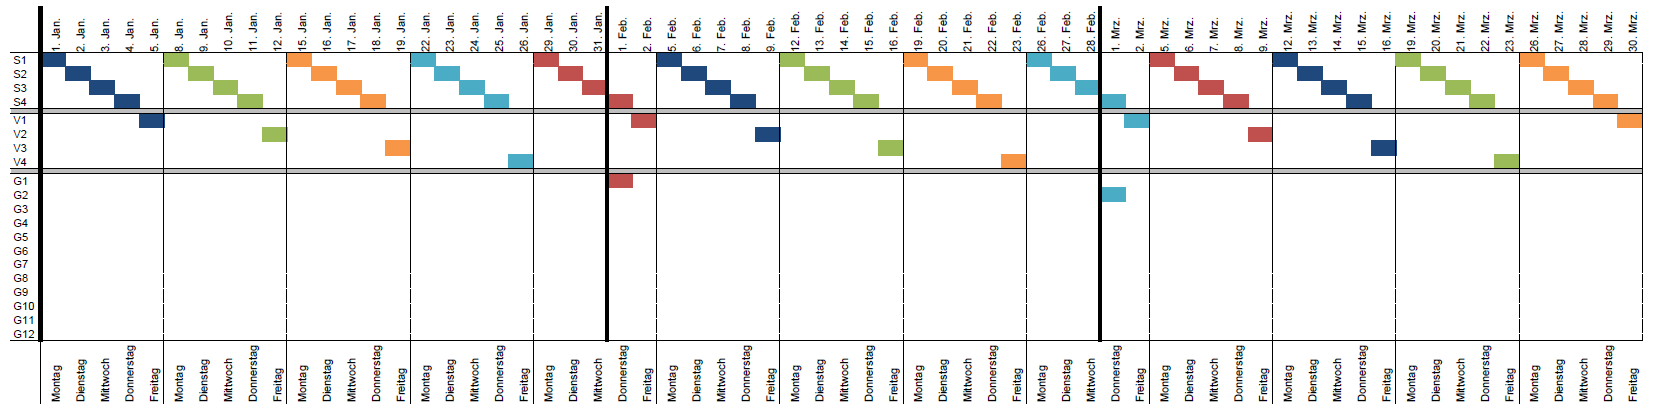 1. Jan.
2. Jan.
3. Jan.
4. Jan.
5. Jan.
8. Jan.
9. Jan.
10. Jan.
11. Jan.
12. Jan.
15. Jan.
16. Jan.
17. Jan.
18. Jan.
19. Jan.
22. Jan.
23. Jan.
24. Jan.
25. Jan.
26. Jan.
29. Jan.
30. Jan.
31. Jan.
1. Feb.
2. Feb.
5. Feb.
6. Feb.
7. Feb.
8. Feb.
9. Feb.
12. Feb.
13. Feb.
14. Feb.
15. Feb.
16. Feb.
19. Feb.
20. Feb.
21. Feb.
22. Feb.
23. Feb.
26. Feb.
27. Feb.
28. Feb.
1. Mrz.
2. Mrz.
5. Mrz.
6. Mrz.
7. Mrz.
8. Mrz.
9. Mrz.
12. Mrz.
13. Mrz.
14. Mrz.
15. Mrz.
16. Mrz.
19. Mrz.
20. Mrz.
21. Mrz.
22. Mrz.
23. Mrz.
26. Mrz.
27. Mrz.
28. Mrz.
29. Mrz.
30. Mrz.
S1
S2
S3
S4
V1
V2
V3
V4
G1
G2
G3
G4
G5
G6
G7
G8
G9
G10
G11
G12
Montag
Dienstag
Mittwoch
Donnerstag
Freitag
Montag
Dienstag
Mittwoch
Donnerstag
Freitag
Montag
Dienstag
Mittwoch
Donnerstag
Freitag
Montag
Dienstag
Mittwoch
Donnerstag
Freitag
Montag
Dienstag
Mittwoch
Donnerstag
Freitag
Montag
Dienstag
Mittwoch
Donnerstag
Freitag
Montag
Dienstag
Mittwoch
Donnerstag
Freitag
Montag
Dienstag
Mittwoch
Donnerstag
Freitag
Montag
Dienstag
Mittwoch
Donnerstag
Freitag
Montag
Dienstag
Mittwoch
Donnerstag
Freitag
Montag
Dienstag
Mittwoch
Donnerstag
Freitag
Montag
Dienstag
Mittwoch
Donnerstag
Freitag
Montag
Dienstag
Mittwoch
Donnerstag
Freitag